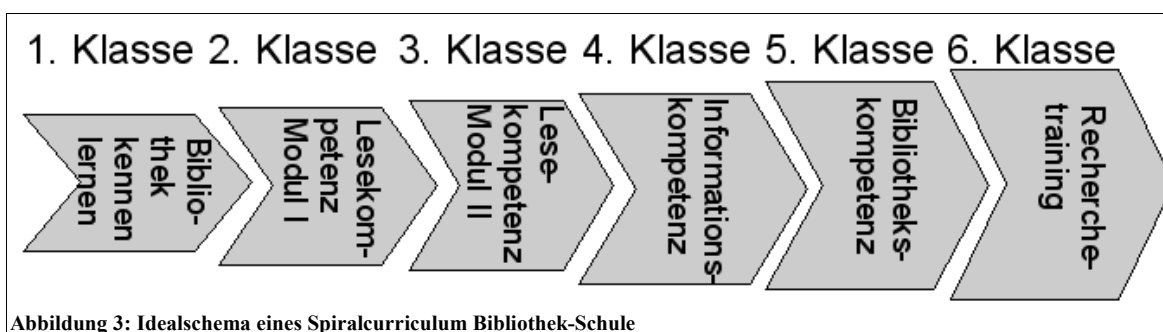 1. Klasse 2. Klasse 3. Klasse 4. Klasse 5. Klasse 6. Klasse
Biblio-
thek
kennen
lernen
Lesekom-
petenz
Modul I
Lese-
kompetenz
Modul II
Informations-
kompetenz
Bibliotheks-
kompetenz
Recherche-
training
Abbildung 3: Idealschema eines Spiralcurriculum Bibliothek-Schule